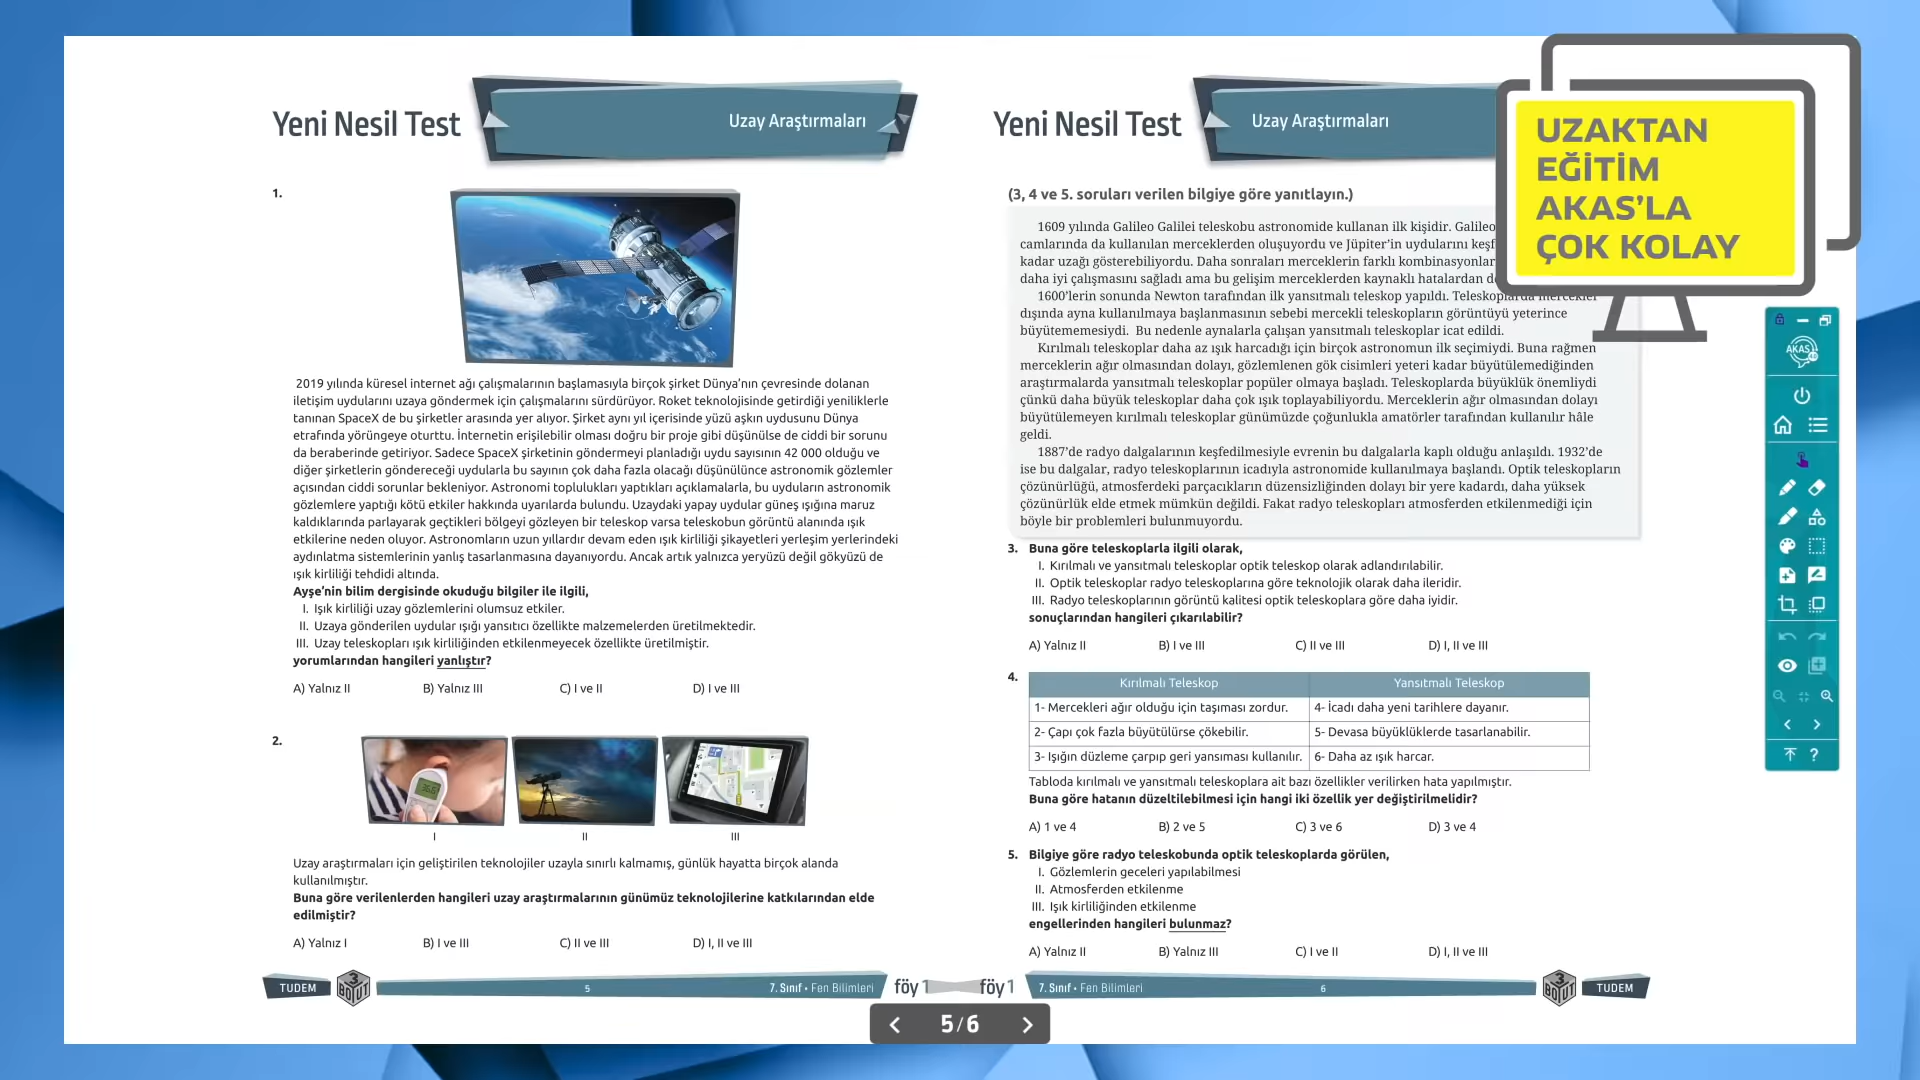 Yeni Nesil Test
Uzay Araştırmaları
1.
2019 yılında küresel internet ağı çalışmalarının başlamasıyla birçok şirket Dünya’nın çevresinde dolanan
iletişim uydularını uzaya göndermek için çalışmalarını sürdürüyor. Roket teknolojisinde getirdiği yeniliklerle
tanınan SpaceX de bu şirketler arasında yer alıyor. Şirket aynı yıl içerisinde yüzü aşkın uydusunu Dünya
etrafında yörüngeye oturttu. İnternetin erişilebilir olması doğru bir proje gibi düşünülse de ciddi bir sorunu
da beraberinde getiriyor. Sadece SpaceX şirketinin göndermeyi planladığı uydu sayısının 42 000 olduğu ve
diğer şirketlerin göndereceği uydularla bu sayının çok daha fazla olacağı düşünülünce astronomik gözlemler
açısından ciddi sorunlar bekleniyor. Astronomi toplulukları yaptıkları açıklamalarla, bu uyduların astronomik
gözlemlere yaptığı kötü etkiler hakkında uyarılarda bulundu. Uzaydaki yapay uydular güneş ışığına maruz
kaldıklarında parlayarak geçtikleri bölgeyi gözleyen bir teleskop varsa teleskobun görüntü alanında ışık
etkilerine neden oluyor. Astronomların uzun yıllardır devam eden ışık kirliliği şikayetleri yerleşim yerlerindeki
aydınlatma sistemlerinin yanlış tasarlanmasına dayanıyordu. Ancak artık yalnızca yeryüzü değil gökyüzü de
ışık kirliliği tehdidi altında.
Ayşe’nin bilim dergisinde okuduğu bilgiler ile ilgili,
I. Işık kirliliği uzay gözlemlerini olumsuz etkiler.
II. Uzaya gönderilen uydular ışığı yansıtıcı özellikte malzemelerden üretilmektedir.
III. Uzay teleskopları ışık kirliliğinden etkilenmeyecek özellikte üretilmiştir.
yorumlarından hangileri yanlıştır?
A) Yalnız II B) Yalnız III C) I ve II D) I ve III
2.
I II III
Uzay araştırmaları için geliştirilen teknolojiler uzayla sınırlı kalmamış, günlük hayatta birçok alanda
kullanılmıştır.
Buna göre verilenlerden hangileri uzay araştırmalarının günümüz teknolojilerine katkılarından elde
edilmiştir?
A) Yalnız I B) I ve III C) II ve III D) I, II ve III
TUDEM 3 BOYUT 5 7. Sınıf • Fen Bilimleri föy 1
Yeni Nesil Test
Uzay Araştırmaları
(3, 4 ve 5. soruları verilen bilgiye göre yanıtlayın.)
1609 yılında Galileo Galilei teleskobu astronomide kullanan ilk kişidir. Galileo
camlarında da kullanılan merceklerden oluşuyordu ve Jüpiter’in uydularını keşf
kadar uzağı gösterebiliyordu. Daha sonraları merceklerin farklı kombinasyonlar
daha iyi çalışmasını sağladı ama bu gelişim merceklerden kaynaklı hatalardan d
1600’lerin sonunda Newton tarafından ilk yansıtmalı teleskop yapıldı. Teleskoplarda mercekler
dışında ayna kullanılmaya başlanmasının sebebi mercekli teleskopların görüntüyü yeterince
büyütememesiydi. Bu nedenle aynalarla çalışan yansıtmalı teleskoplar icat edildi.
Kırılmalı teleskoplar daha az ışık harcadığı için birçok astronomun ilk seçimiydi. Buna rağmen
merceklerin ağır olmasından dolayı, gözlemlenen gök cisimleri yeteri kadar büyütülemediğinden
araştırmalarda yansıtmalı teleskoplar popüler olmaya başladı. Teleskoplarda büyüklük önemliydi
çünkü daha büyük teleskoplar daha çok ışık toplayabiliyordu. Merceklerin ağır olmasından dolayı
büyütülemeyen kırılmalı teleskoplar günümüzde çoğunlukla amatörler tarafından kullanılır hâle
geldi.
1887’de radyo dalgalarının keşfedilmesiyle evrenin bu dalgalarla kaplı olduğu anlaşıldı. 1932’de
ise bu dalgalar, radyo teleskoplarının icadıyla astronomide kullanılmaya başlandı. Optik teleskopların
çözünürlüğü, atmosferdeki parçacıkların düzensizliğinden dolayı bir yere kadardı, daha yüksek
çözünürlük elde etmek mümkün değildi. Fakat radyo teleskopları atmosferden etkilenmediği için
böyle bir problemleri bulunmuyordu.
3. Buna göre teleskoplarla ilgili olarak,
I. Kırılmalı ve yansıtmalı teleskoplar optik teleskop olarak adlandırılabilir.
II. Optik teleskoplar radyo teleskoplarına göre teknolojik olarak daha ileridir.
III. Radyo teleskoplarının görüntü kalitesi optik teleskoplara göre daha iyidir.
sonuçlarından hangileri çıkarılabilir?
A) Yalnız II B) I ve III C) II ve III D) I, II ve III
4.
Kırılmalı Teleskop Yansıtmalı Teleskop
1- Mercekleri ağır olduğu için taşıması zordur. 4- İcadı daha yeni tarihlere dayanır.
2- Çapı çok fazla büyütülürse çökebilir. 5- Devasa büyüklüklerde tasarlanabilir.
3- Işığın düzleme çarpıp geri yansıması kullanılır. 6- Daha az ışık harcar.
Tabloda kırılmalı ve yansıtmalı teleskoplara ait bazı özellikler verilirken hata yapılmıştır.
Buna göre hatanın düzeltilebilmesi için hangi iki özellik yer değiştirilmelidir?
A) 1 ve 4 B) 2 ve 5 C) 3 ve 6 D) 3 ve 4
5. Bilgiye göre radyo teleskobunda optik teleskoplarda görülen,
I. Gözlemlerin geceleri yapılabilmesi
II. Atmosferden etkilenme
III. Işık kirliliğinden etkilenme
engellerinden hangileri bulunmaz?
A) Yalnız II B) Yalnız III C) I ve II D) I, II ve III
föy 1 7. Sınıf • Fen Bilimleri 6 3 BOYUT TUDEM
UZAKTAN
EĞİTİM
AKAS’LA
ÇOK KOLAY
AKAS
?
5/6